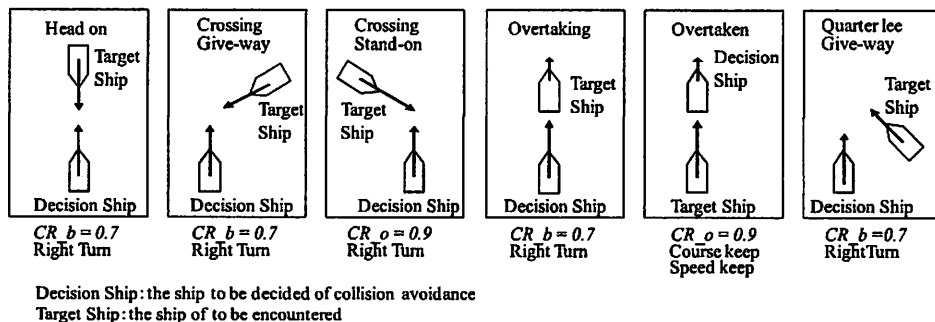 Head on
Target
Ship
Decision Ship
CR_b = 0.7
Right Turn
Crossing
Give-way
Target
Ship
Decision Ship
CR_b = 0.7
Right Turn
Crossing
Stand-on
Target
Ship
Decision Ship
CR_o = 0.9
Right Turn
Overtaking
Target
Ship
Decision Ship
CR_b = 0.7
Right Turn
Overtaken
Decision
Ship
Target Ship
CR_o = 0.9
Course keep
Speed keep
Quarter lee
Give-way
Target
Ship
Decision Ship
CR_b = 0.7
Right Turn
Decision Ship: the ship to be decided of collision avoidance
Target Ship: the ship of to be encountered